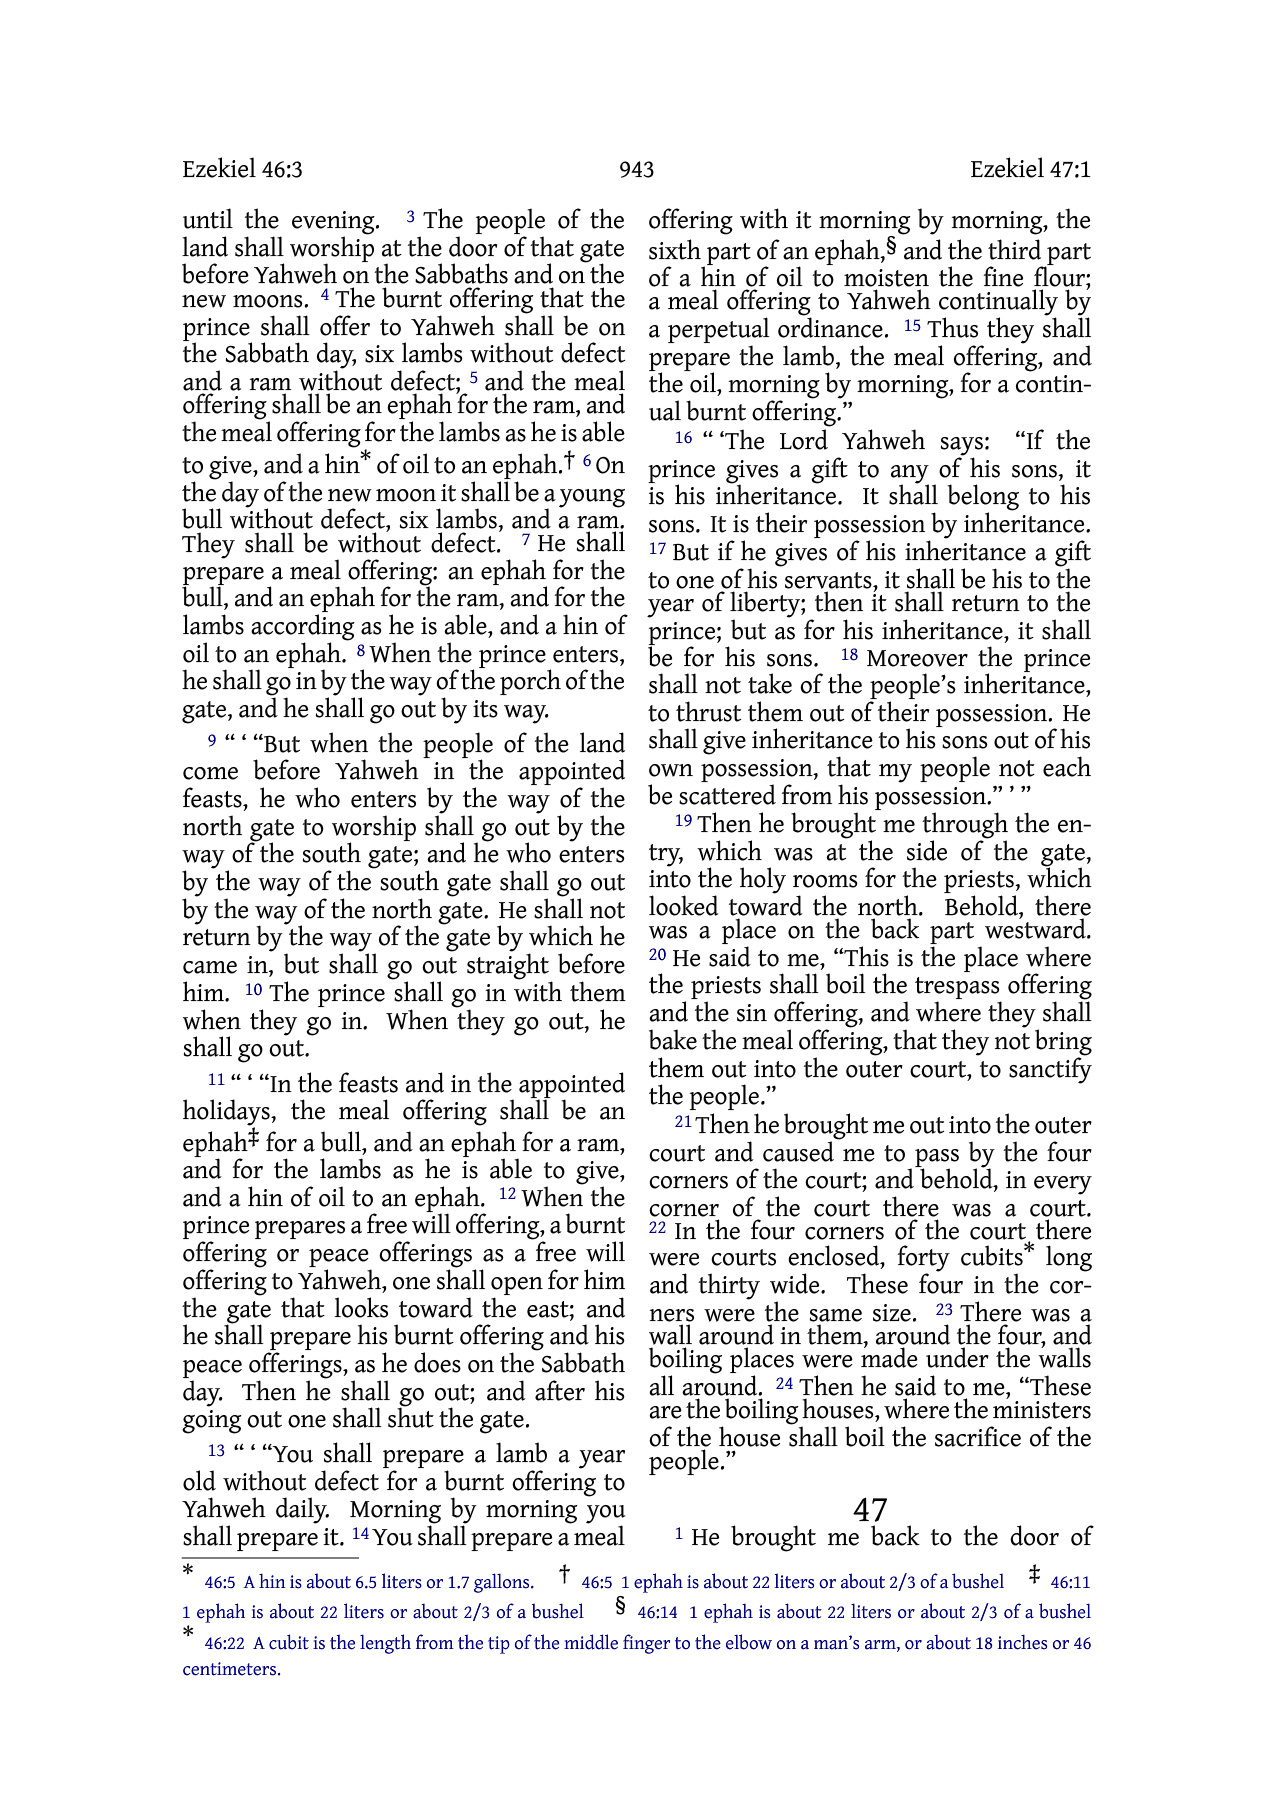 Ezekiel 46:3 943 Ezekiel 47:1
until the evening. 3 The people of the
land shall worship at the door of that gate
before Yahweh on the Sabbaths and on the
new moons. 4 The burnt offering that the
prince shall offer to Yahweh shall be on
the Sabbath day, six lambs without defect
and a ram without defect; 5 and the meal
offering shall be an ephah for the ram, and
the meal offering for the lambs as he is able
to give, and a hin* of oil to an ephah.† 6 On
the day of the new moon it shall be a young
bull without defect, six lambs, and a ram.
They shall be without defect. 7 He shall
prepare a meal offering: an ephah for the
bull, and an ephah for the ram, and for the
lambs according as he is able, and a hin of
oil to an ephah. 8 When the prince enters,
he shall go in by the way of the porch of the
gate, and he shall go out by its way.
9 “ ‘ “But when the people of the land
come before Yahweh in the appointed
feasts, he who enters by the way of the
north gate to worship shall go out by the
way of the south gate; and he who enters
by the way of the south gate shall go out
by the way of the north gate. He shall not
return by the way of the gate by which he
came in, but shall go out straight before
him. 10 The prince shall go in with them
when they go in. When they go out, he
shall go out.
11 “ ‘ “In the feasts and in the appointed
holidays, the meal offering shall be an
ephah‡ for a bull, and an ephah for a ram,
and for the lambs as he is able to give,
and a hin of oil to an ephah. 12 When the
prince prepares a free will offering, a burnt
offering or peace offerings as a free will
offering to Yahweh, one shall open for him
the gate that looks toward the east; and
he shall prepare his burnt offering and his
peace offerings, as he does on the Sabbath
day. Then he shall go out; and after his
going out one shall shut the gate.
13 “ ‘ “You shall prepare a lamb a year
old without defect for a burnt offering to
Yahweh daily. Morning by morning you
shall prepare it. 14 You shall prepare a meal
offering with it morning by morning, the
sixth part of an ephah,§ and the third part
of a hin of oil to moisten the fine flour;
a meal offering to Yahweh continually by
a perpetual ordinance. 15 Thus they shall
prepare the lamb, the meal offering, and
the oil, morning by morning, for a contin-
ual burnt offering.”
16 “ ‘The Lord Yahweh says: “If the
prince gives a gift to any of his sons, it
is his inheritance. It shall belong to his
sons. It is their possession by inheritance.
17 But if he gives of his inheritance a gift
to one of his servants, it shall be his to the
year of liberty; then it shall return to the
prince; but as for his inheritance, it shall
be for his sons. 18 Moreover the prince
shall not take of the people’s inheritance,
to thrust them out of their possession. He
shall give inheritance to his sons out of his
own possession, that my people not each
be scattered from his possession.” ’ ”
19 Then he brought me through the en-
try, which was at the side of the gate,
into the holy rooms for the priests, which
looked toward the north. Behold, there
was a place on the back part westward.
20 He said to me, “This is the place where
the priests shall boil the trespass offering
and the sin offering, and where they shall
bake the meal offering, that they not bring
them out into the outer court, to sanctify
the people.”
21 Then he brought me out into the outer
court and caused me to pass by the four
corners of the court; and behold, in every
corner of the court there was a court.
22 In the four corners of the court there
were courts enclosed, forty cubits* long
and thirty wide. These four in the cor-
ners were the same size. 23 There was a
wall around in them, around the four, and
boiling places were made under the walls
all around. 24 Then he said to me, “These
are the boiling houses, where the ministers
of the house shall boil the sacrifice of the
people.”
47
1 He brought me back to the door of
* 46:5 A hin is about 6.5 liters or 1.7 gallons. † 46:5 1 ephah is about 22 liters or about 2/3 of a bushel ‡ 46:11
1 ephah is about 22 liters or about 2/3 of a bushel § 46:14 1 ephah is about 22 liters or about 2/3 of a bushel
* 46:22 A cubit is the length from the tip of the middle finger to the elbow on a man’s arm, or about 18 inches or 46
centimeters.